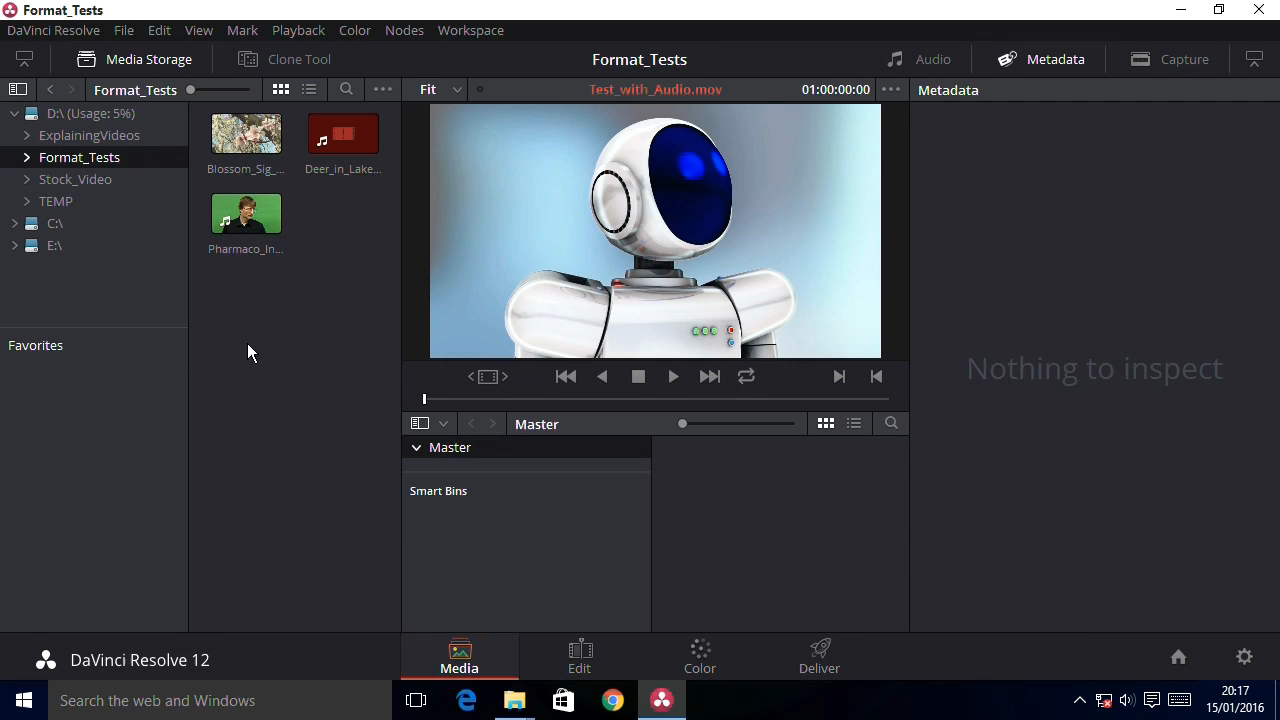 Format_Tests
DaVinci Resolve File Edit View Mark Playback Color Nodes Workspace
Media Storage Clone Tool Format_Tests Audio Metadata Capture
Format_Tests Fit Test_with_Audio.mov 01:00:00:00 Metadata
D:\ (Usage: 5%)
ExplainingVideos
Format_Tests
Stock_Video
TEMP
C:\
E:\
Favorites
Blossom_Sig_... Deer_in_Lake...
Pharmaco_In...
Nothing to inspect
Master
Master
Smart Bins
DaVinci Resolve 12
Media Edit Color Deliver
Search the web and Windows
20:17
15/01/2016